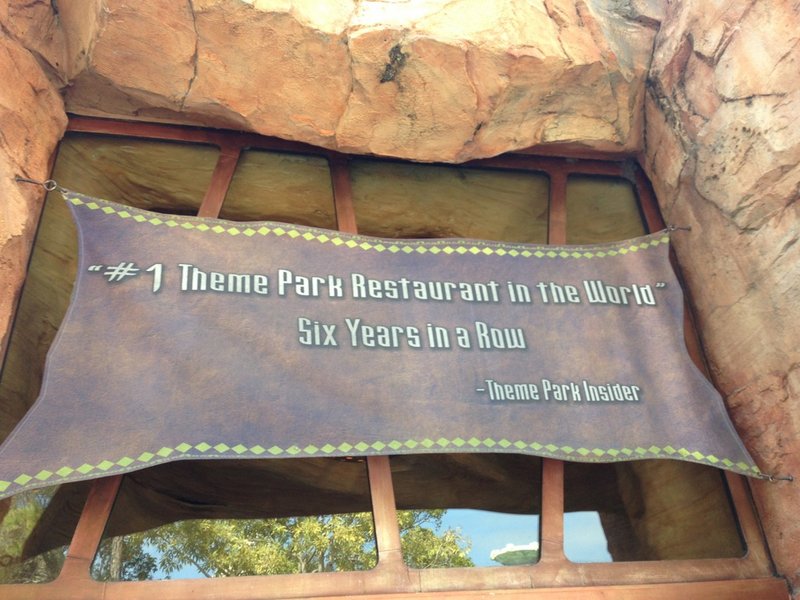 "#1 Theme Park Restaurant in the World"
Six Years in a Row
-Theme Park Insider